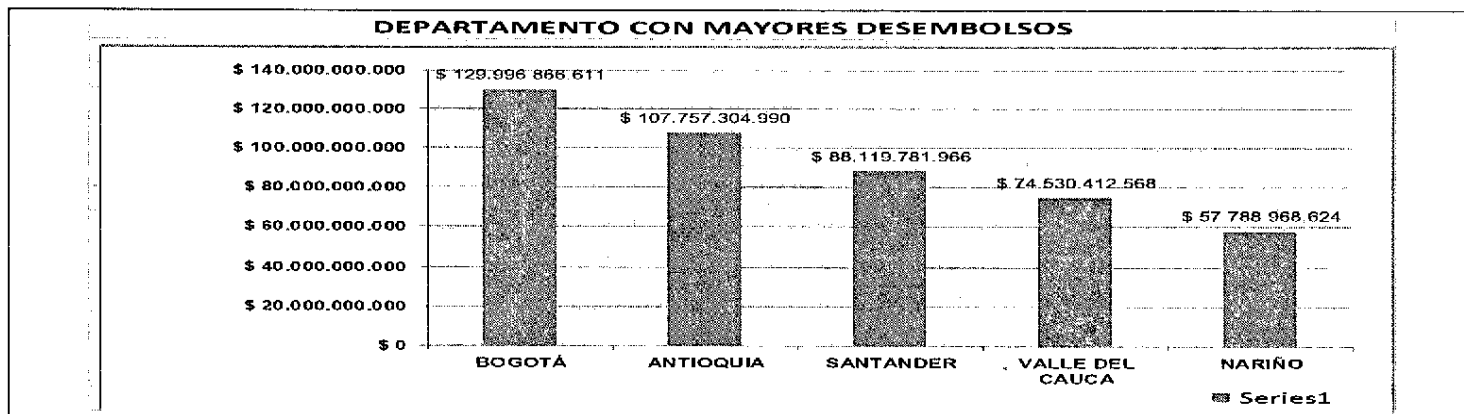 DEPARTAMENTO CON MAYORES DESEMBOLSOS
$ 140.000.000.000
$ 120.000.000.000
$ 100.000.000.000
$ 80.000.000.000
$ 60.000.000.000
$ 40.000.000.000
$ 20.000.000.000
$ 0
$ 129.996.866.611
$ 107.757.304.990
$ 88.119.781.966
$ 74.530.412.568
$ 57.788.968.624
BOGOTÁ
ANTIOQUIA
SANTANDER
VALLE DEL
CAUCA
NARIÑO
Series1